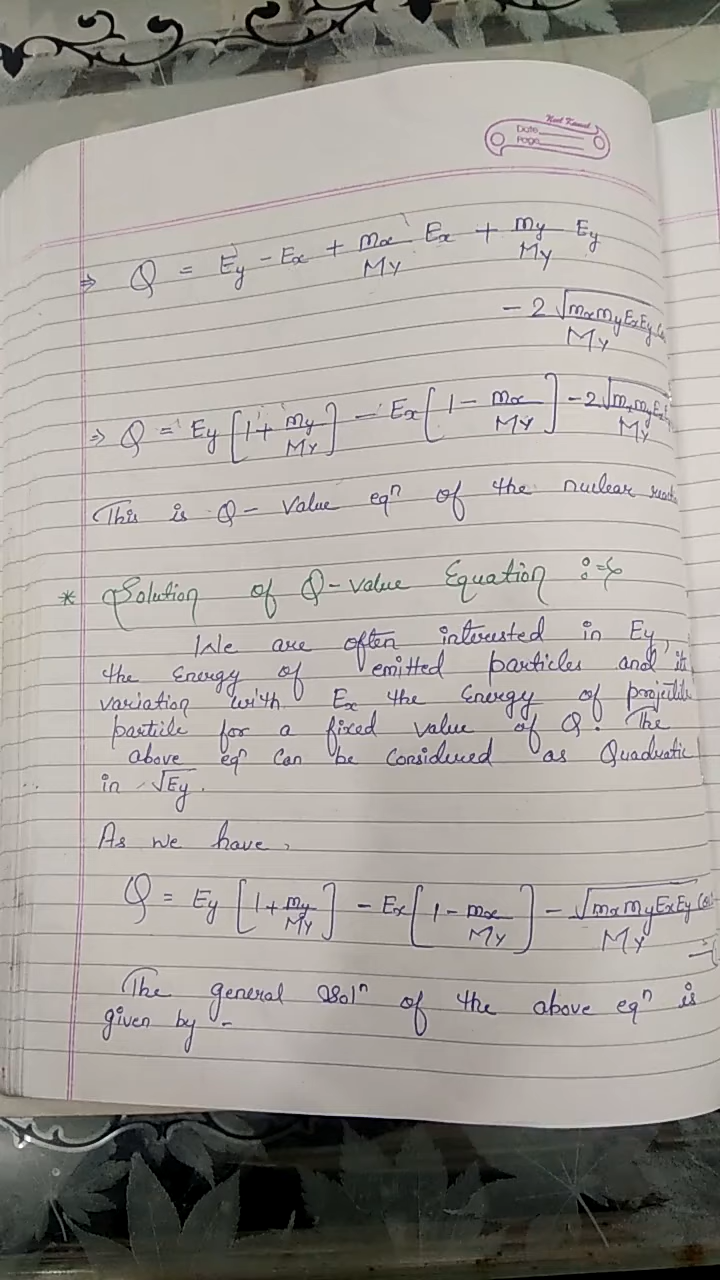 Neel Kamal
Date
Page
⇒ Q = Ey - Ex + mx/MY Ex + my/MY Ey
- 2 √mx my Ex Ey / MY
⇒ Q = Ey [1 + my/MY] - Ex [1 - mx/MY] - 2 √mx my Ex / MY
This is Q - Value eqⁿ of the nuclear
* Solution of Q-value Equation :-
We are often interested in Ey,
the Energy of emitted particles and its
variation with Ex the Energy of projectile
particle for a fixed value of Q. The
above eqⁿ can be considered as Quadratic
in √Ey.
As we have,
Q = Ey [1 + my/MY] - Ex [1 - mx/MY] - √mx my Ex Ey / MY
The general solⁿ of the above eqⁿ is
given by -